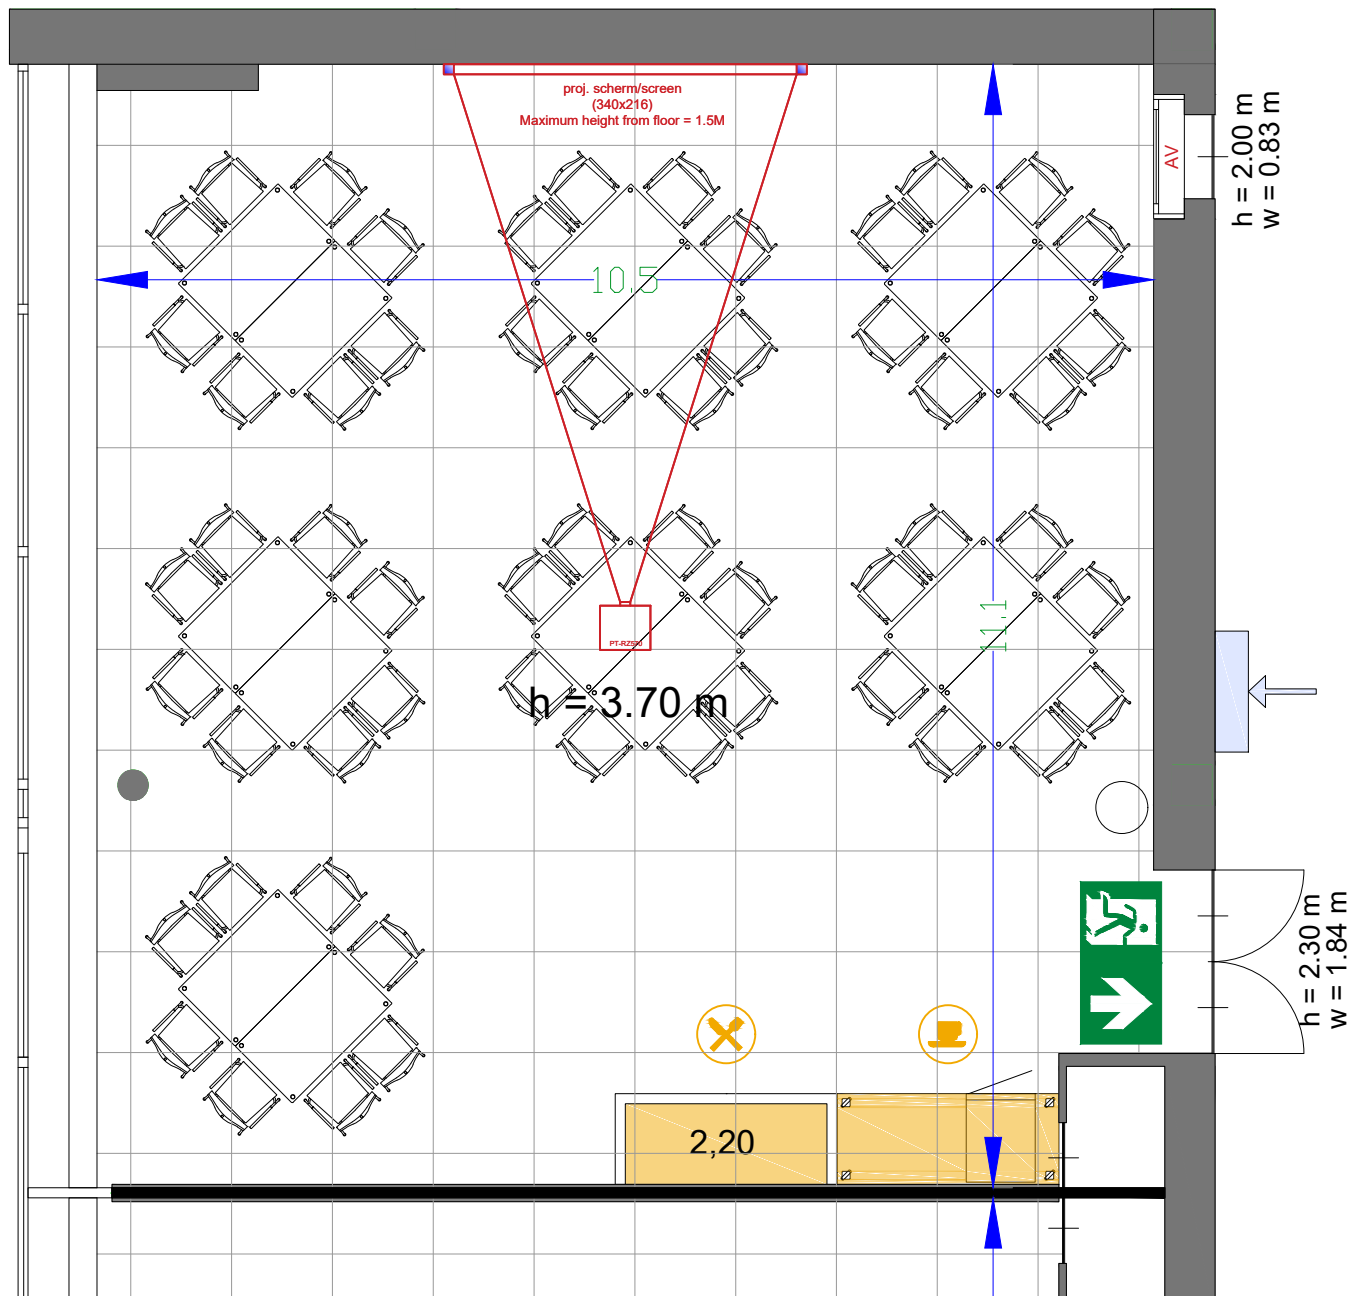 proj. scherm/screen
(340x216)
Maximum height from floor = 1.5M
AV
h = 2.00 m
w = 0.83 m
10.5
11.1
PT-RZ570
h = 3.70 m
h = 2.30 m
w = 1.84 m
2,20